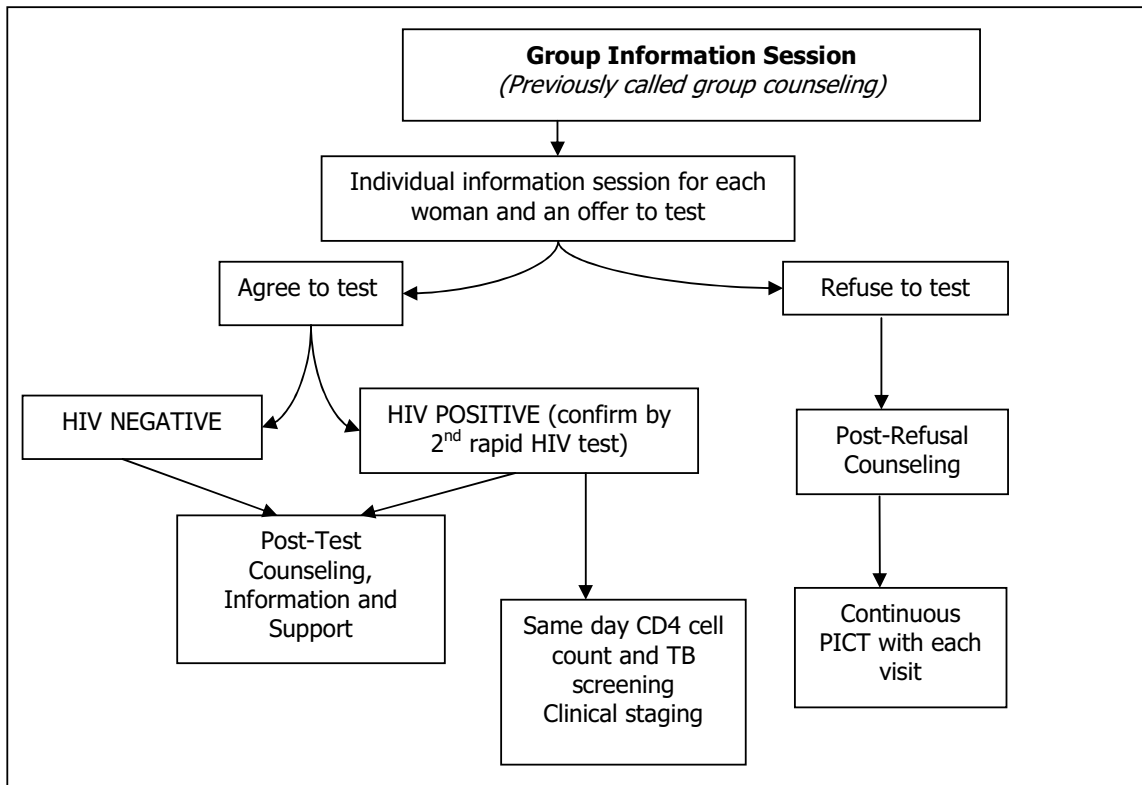 Group Information Session
(Previously called group counseling)
Individual information session for each
woman and an offer to test
Agree to test
Refuse to test
HIV NEGATIVE
HIV POSITIVE (confirm by
2nd rapid HIV test)
Post-Refusal
Counseling
Post-Test
Counseling,
Information and
Support
Same day CD4 cell
count and TB
screening
Clinical staging
Continuous
PICT with each
visit